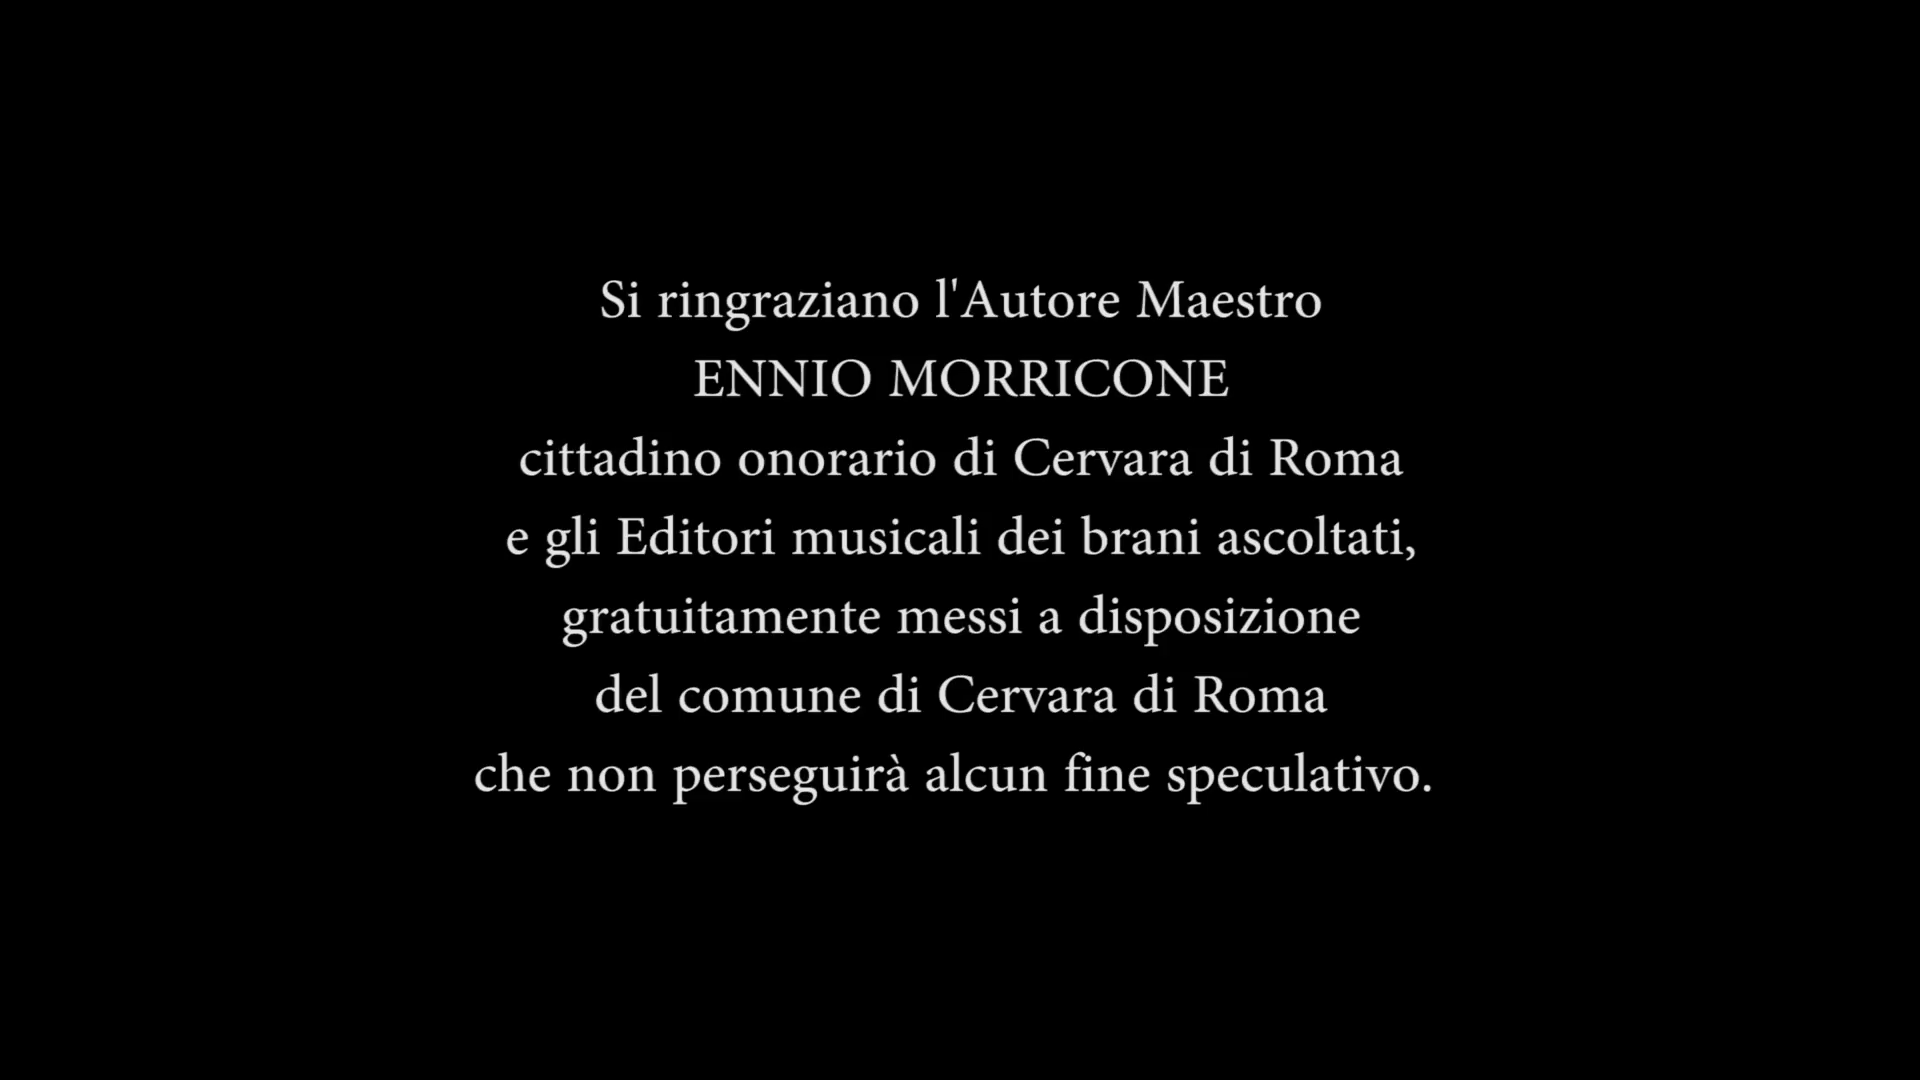 Si ringraziano l'Autore Maestro
ENNIO MORRICONE
cittadino onorario di Cervara di Roma
e gli Editori musicali dei brani ascoltati,
gratuitamente messi a disposizione
del comune di Cervara di Roma
che non perseguirà alcun fine speculativo.